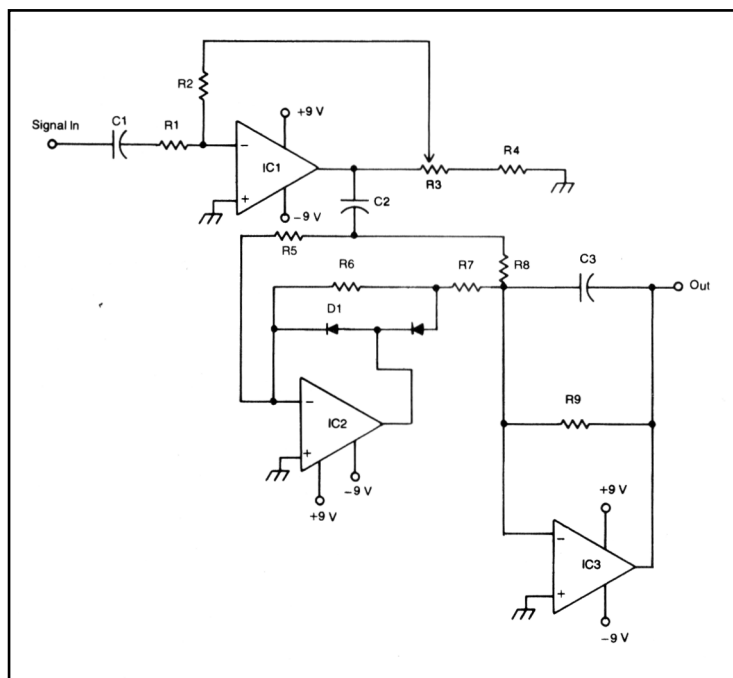 R2
+9 V
Signal In
C1
R1
−
IC1
+
R3
R4
−9 V
C2
R5
R6
R7
R8
C3
Out
D1
−
IC2
+
−9 V
+9 V
R9
+9 V
−
IC3
+
−9 V